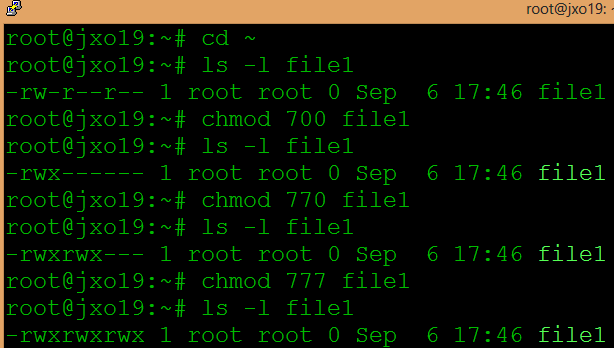 root@jxo19: ~
root@jxo19:~# cd ~
root@jxo19:~# ls -l file1
-rw-r--r-- 1 root root 0 Sep  6 17:46 file1
root@jxo19:~# chmod 700 file1
root@jxo19:~# ls -l file1
-rwx------ 1 root root 0 Sep  6 17:46 file1
root@jxo19:~# chmod 770 file1
root@jxo19:~# ls -l file1
-rwxrwx--- 1 root root 0 Sep  6 17:46 file1
root@jxo19:~# chmod 777 file1
root@jxo19:~# ls -l file1
-rwxrwxrwx 1 root root 0 Sep  6 17:46 file1